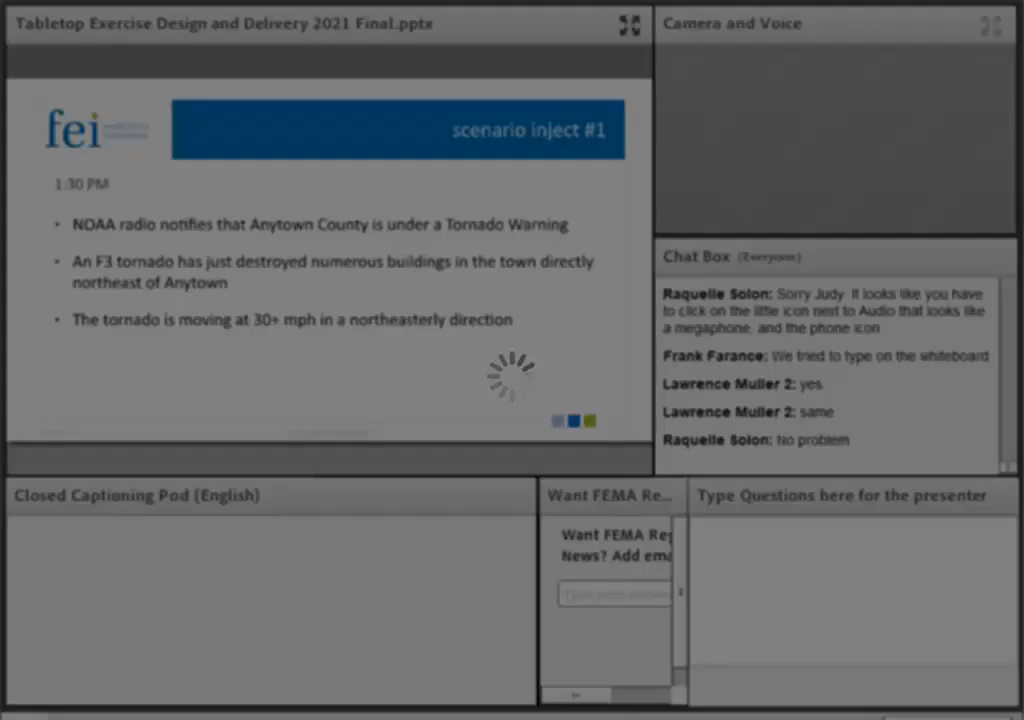 Tabletop Exercise Design and Delivery 2021 Final.pptx
Camera and Voice
fei
scenario inject #1
1:30 PM
• NOAA radio notifies that Anytown County is under a Tornado Warning
• An F3 tornado has just destroyed numerous buildings in the town directly
northeast of Anytown
• The tornado is moving at 30+ mph in a northeasterly direction
Chat Box (Everyone)
Raquelle Solon: Sorry Judy. It looks like you have
to click on the little icon nest to Audio that looks like
a megaphone, and the phone icon
Frank Farance: We tried to type on the whiteboard
Lawrence Muller 2: yes
Lawrence Muller 2: same
Raquelle Solon: No problem
Closed Captioning Pod (English)
Want FEMA Re...
Want FEMA Reg
News? Add ema
Type Questions here for the presenter